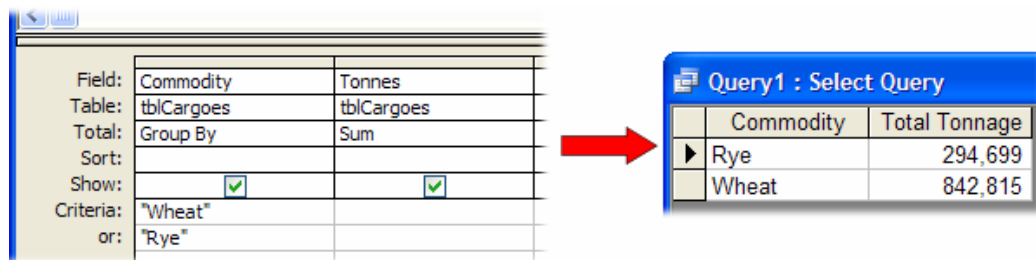 Field: Commodity Tonnes
Table: tblCargoes tblCargoes
Total: Group By Sum
Sort:
Show:
Criteria: "Wheat"
or: "Rye"
Query1 : Select Query
Commodity Total Tonnage
Rye 294,699
Wheat 842,815